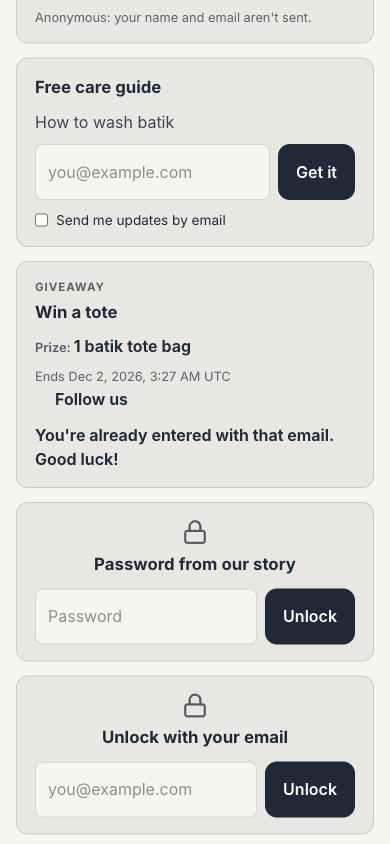 Anonymous: your name and email aren't sent.
Free care guide
How to wash batik
you@example.com
Get it
Send me updates by email
GIVEAWAY
Win a tote
Prize: 1 batik tote bag
Ends Dec 2, 2026, 3:27 AM UTC
Follow us
You're already entered with that email.
Good luck!
Password from our story
Password
Unlock
Unlock with your email
you@example.com
Unlock